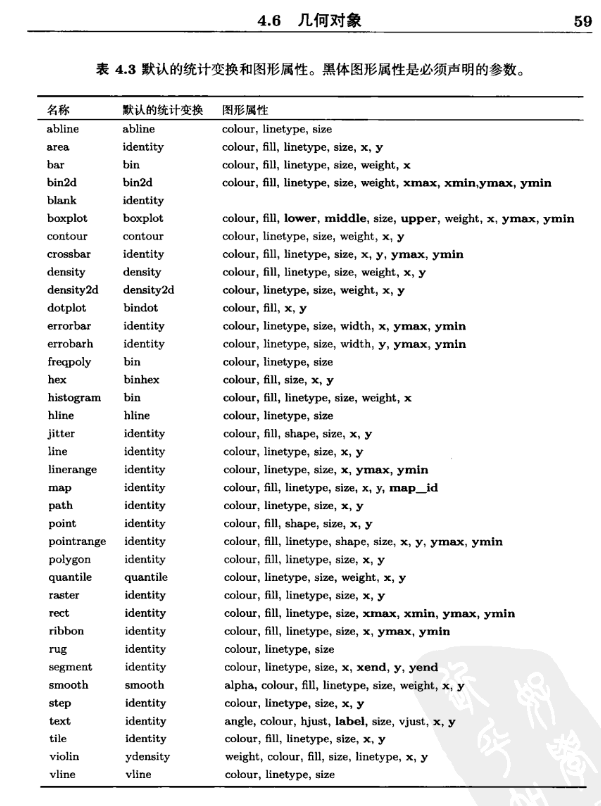 4.6 几何对象 59
表 4.3 默认的统计变换和图形属性。黑体图形属性是必须声明的参数。
名称 默认的统计变换 图形属性
abline abline colour, linetype, size
area identity colour, fill, linetype, size, x, y
bar bin colour, fill, linetype, size, weight, x
bin2d bin2d colour, fill, linetype, size, weight, xmax, xmin,ymax, ymin
blank identity
boxplot boxplot colour, fill, lower, middle, size, upper, weight, x, ymax, ymin
contour contour colour, linetype, size, weight, x, y
crossbar identity colour, fill, linetype, size, x, y, ymax, ymin
density density colour, fill, linetype, size, weight, x, y
density2d density2d colour, linetype, size, weight, x, y
dotplot bindot colour, fill, x, y
errorbar identity colour, linetype, size, width, x, ymax, ymin
errobarh identity colour, linetype, size, width, y, ymax, ymin
freqpoly bin colour, linetype, size
hex binhex colour, fill, size, x, y
histogram bin colour, fill, linetype, size, weight, x
hline hline colour, linetype, size
jitter identity colour, fill, shape, size, x, y
line identity colour, linetype, size, x, y
linerange identity colour, linetype, size, x, ymax, ymin
map identity colour, fill, linetype, size, x, y, map_id
path identity colour, linetype, size, x, y
point identity colour, fill, shape, size, x, y
pointrange identity colour, fill, linetype, shape, size, x, y, ymax, ymin
polygon identity colour, fill, linetype, size, x, y
quantile quantile colour, linetype, size, weight, x, y
raster identity colour, fill, linetype, size, x, y
rect identity colour, fill, linetype, size, xmax, xmin, ymax, ymin
ribbon identity colour, fill, linetype, size, x, ymax, ymin
rug identity colour, linetype, size
segment identity colour, linetype, size, x, xend, y, yend
smooth smooth alpha, colour, fill, linetype, size, weight, x, y
step identity colour, linetype, size, x, y
text identity angle, colour, hjust, label, size, vjust, x, y
tile identity colour, fill, linetype, size, x, y
violin ydensity weight, colour, fill, size, linetype, x, y
vline vline colour, linetype, size